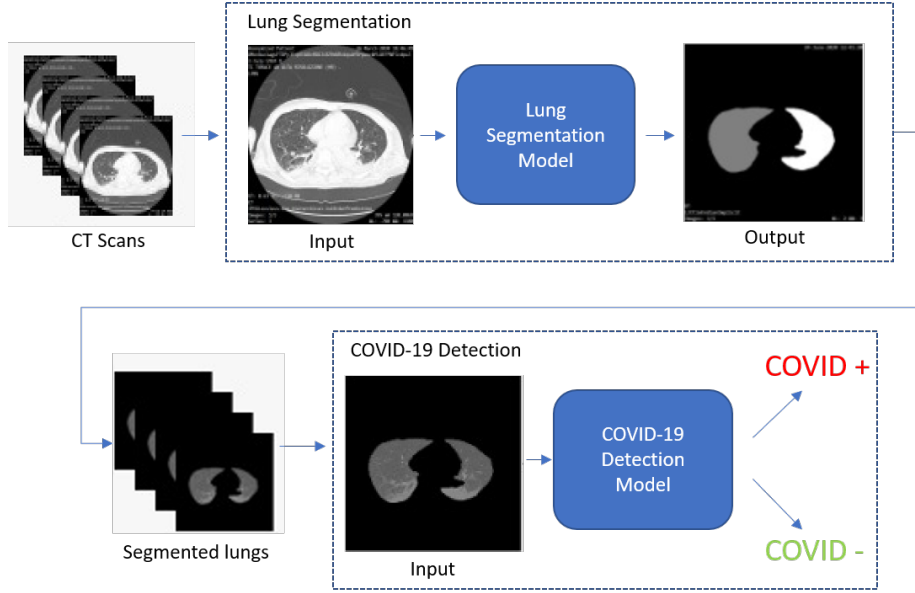 Lung Segmentation
Lung
Segmentation
Model
CT Scans
Input
Output
COVID-19 Detection
COVID +
COVID-19
Detection
Model
COVID -
Segmented lungs
Input